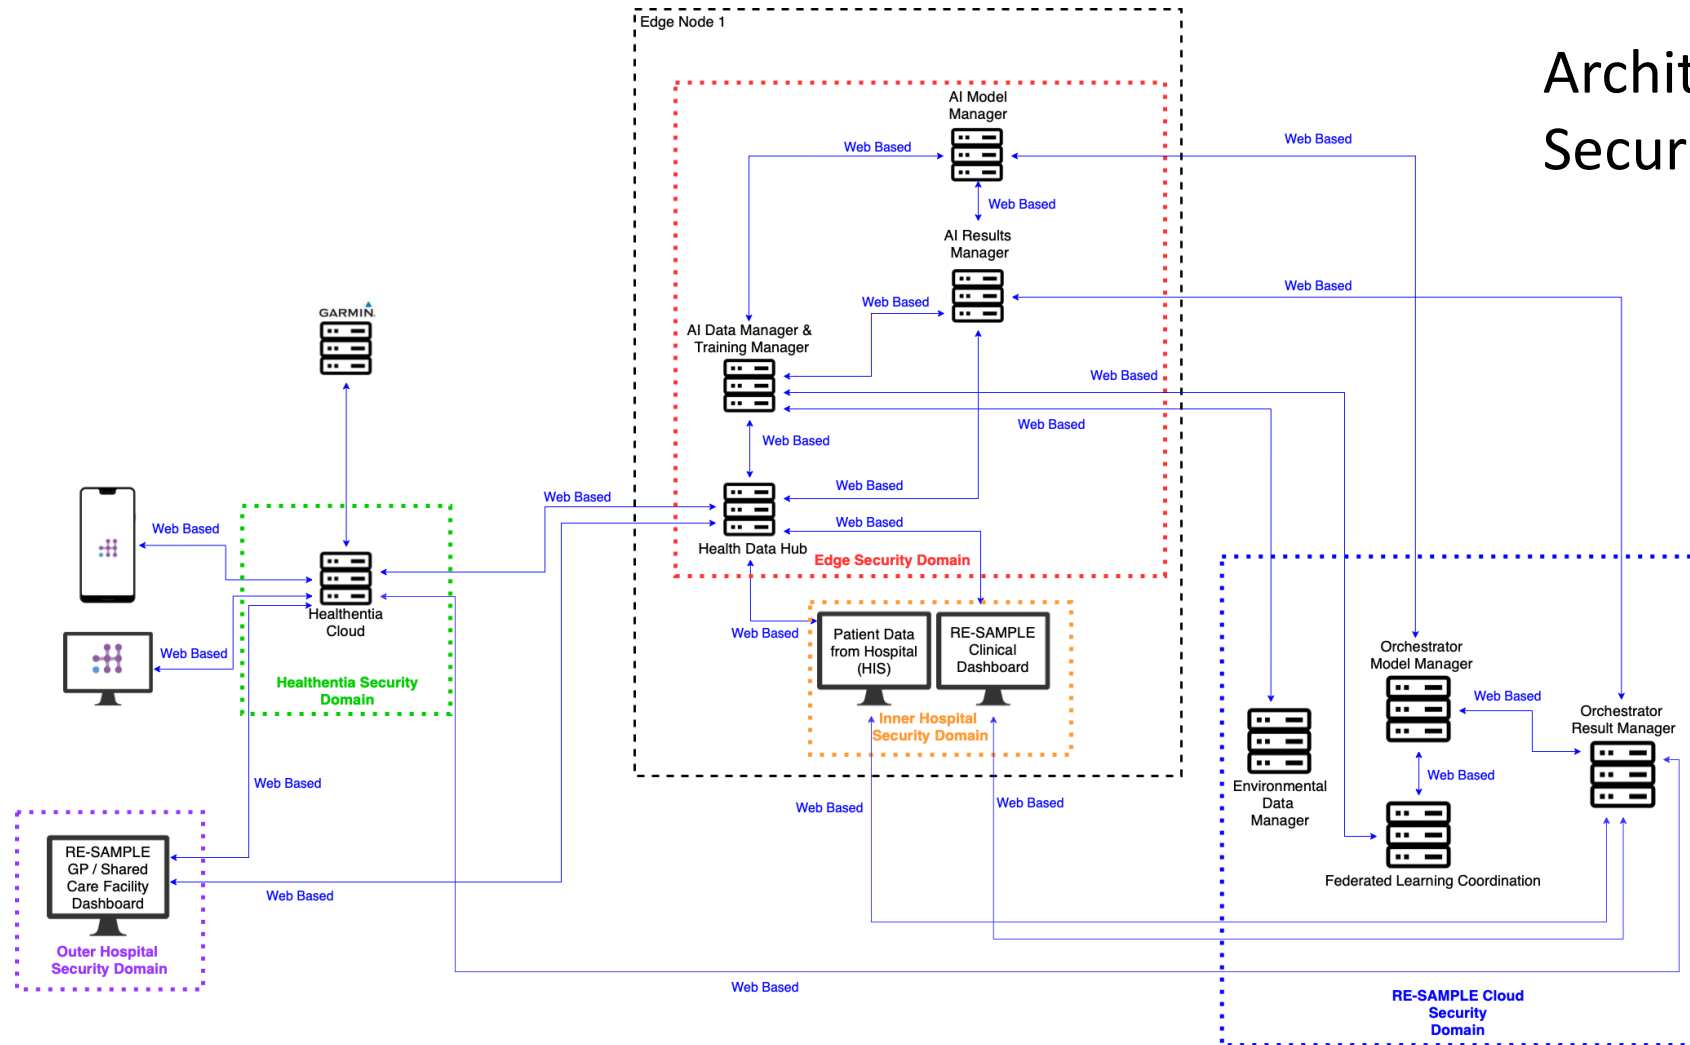 Edge Node 1
Archit
Secur
AI Model
Manager
Web Based
Web Based
Web Based
AI Results
Manager
Web Based
Web Based
GARMIN.
AI Data Manager &
Training Manager
Web Based
Web Based
Web Based
Web Based
Web Based
Web Based
Web Based
Health Data Hub
Edge Security Domain
Healthentia
Cloud
Web Based
Web Based
Patient Data
from Hospital
(HIS)
RE-SAMPLE
Clinical
Dashboard
Inner Hospital
Security Domain
Healthentia Security
Domain
Orchestrator
Model Manager
Web Based
Orchestrator
Result Manager
Web Based
Environmental
Data
Manager
Federated Learning Coordination
Web Based
Web Based
Web Based
RE-SAMPLE
GP / Shared
Care Facility
Dashboard
Web Based
Outer Hospital
Security Domain
Web Based
RE-SAMPLE Cloud
Security
Domain